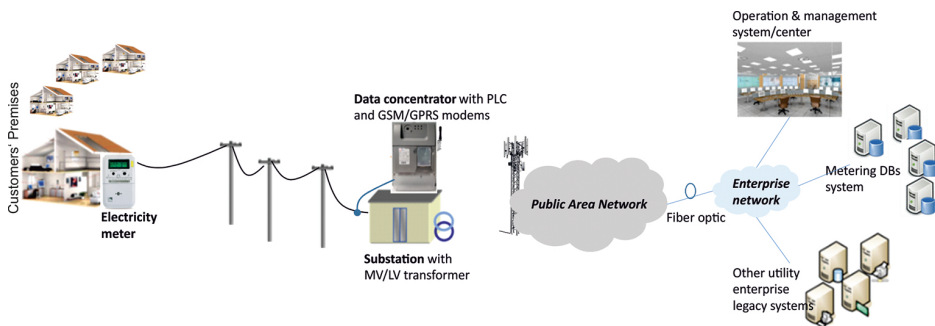 Customers' Premises
Electricity
meter
Data concentrator with PLC
and GSM/GPRS modems
Substation with
MV/LV transformer
Public Area Network
Fiber optic
Enterprise
network
Operation & management
system/center
Metering DBs
system
Other utility
enterprise
legacy systems